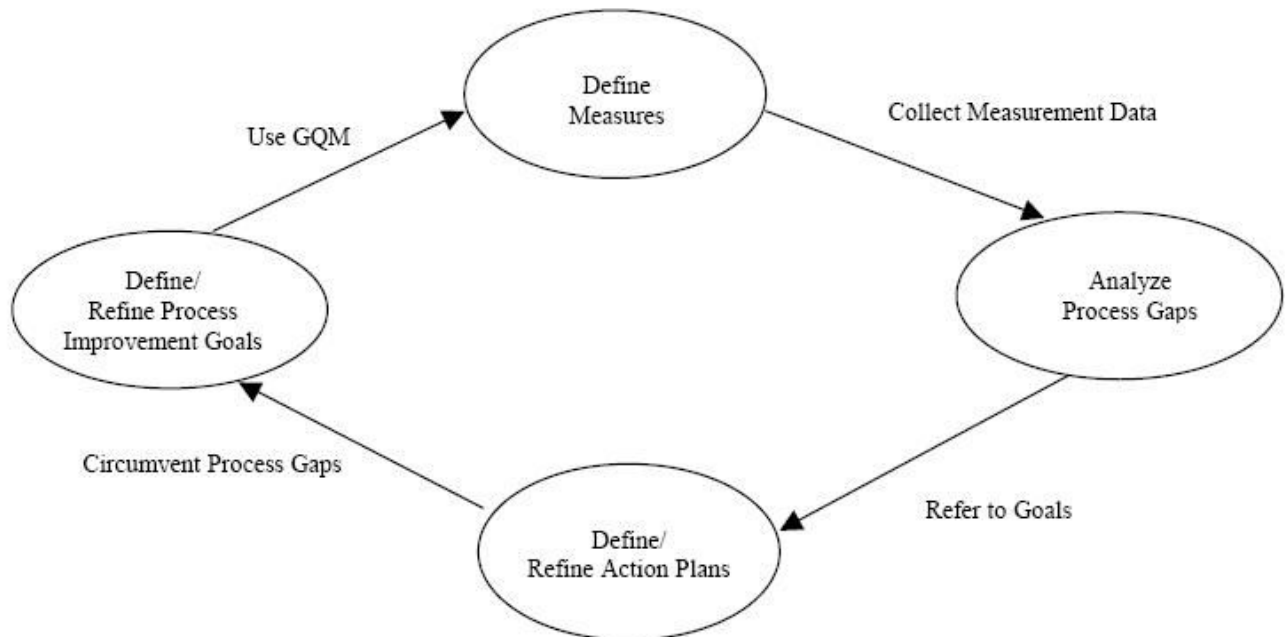 Define
Measures
Collect Measurement Data
Use GQM
Define/
Refine Process
Improvement Goals
Analyze
Process Gaps
Circumvent Process Gaps
Refer to Goals
Define/
Refine Action Plans